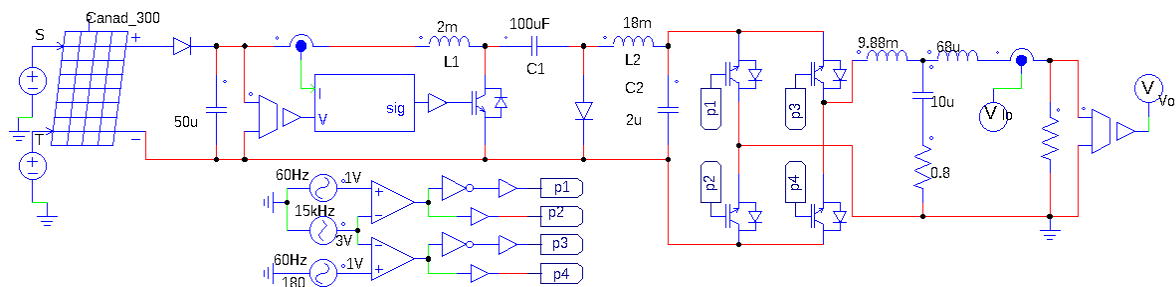 Canad_300
S
+
T
−
50u
I
V
sig
2m
L1
100uF
C1
18m
L2
C2
2u
p1
p3
p2
p4
9.88m
68u
10u
0.8
V
Ip
V
Vo
60Hz
1V
15kHz
3V
60Hz
180
1V
+
−
−
+
p1
p2
p3
p4